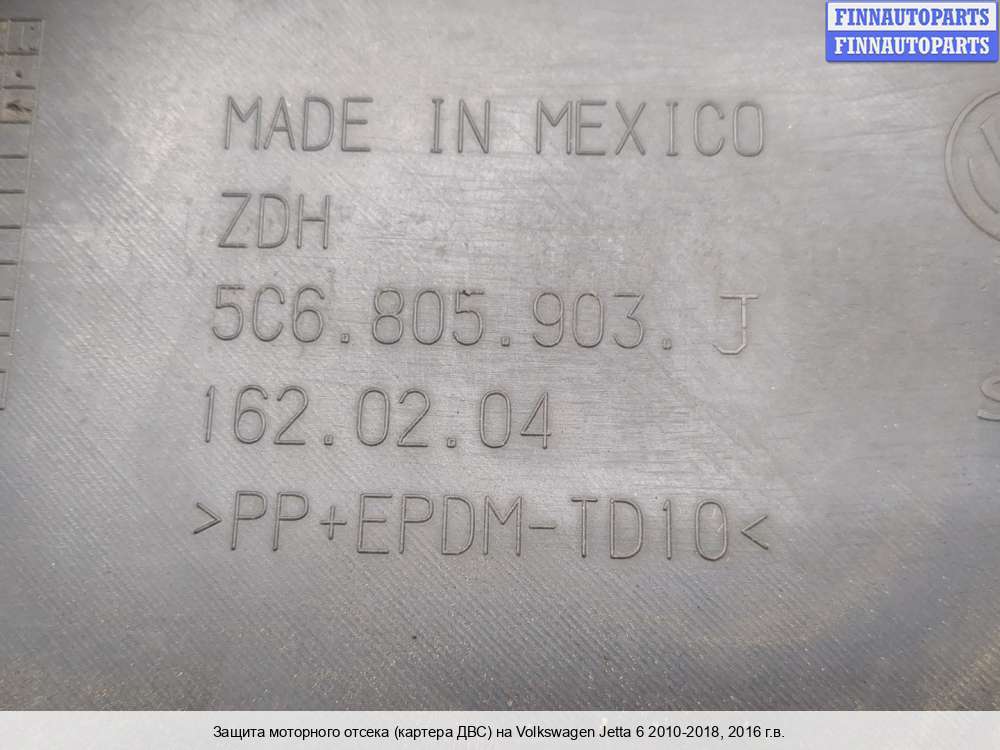 FINNAUTOPARTS
FINNAUTOPARTS
MADE IN MEXICO
ZDH
5C6.805.903. J
162.02.04
>PP+EPDM-TD10<
Защита моторного отсека (картера ДВС) на Volkswagen Jetta 6 2010-2018, 2016 г.в.